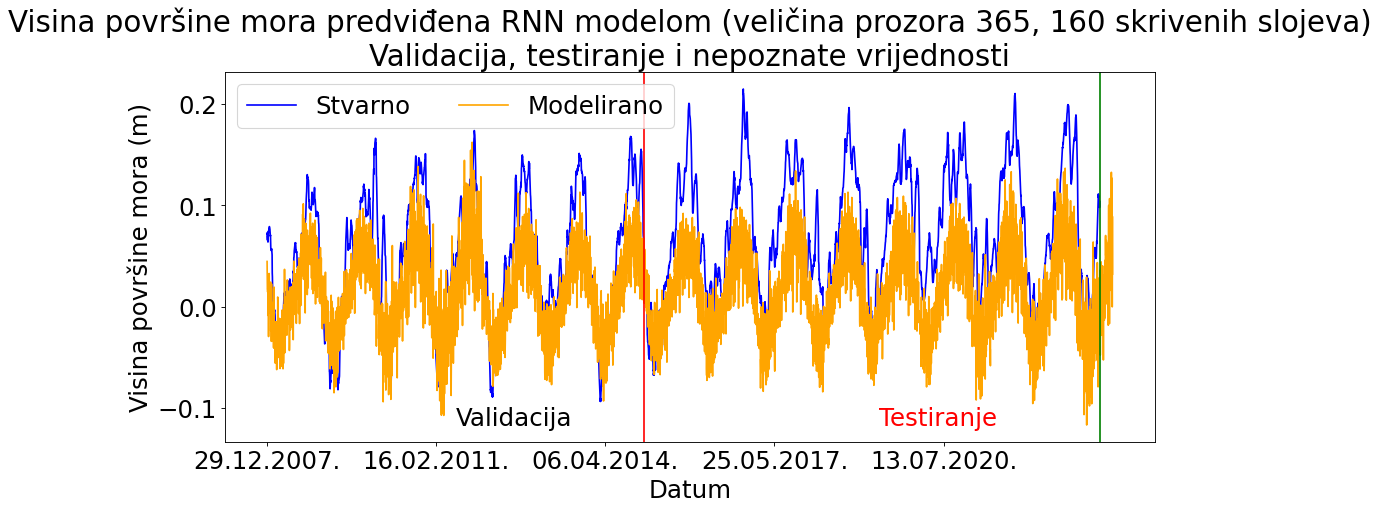 Visina površine mora predviđena RNN modelom (veličina prozora 365, 160 skrivenih slojeva)
Validacija, testiranje i nepoznate vrijednosti
Stvarno Modelirano
Visina površine mora (m)
0.2
0.1
0.0
−0.1
Validacija Testiranje
29.12.2007. 16.02.2011. 06.04.2014. 25.05.2017. 13.07.2020.
Datum